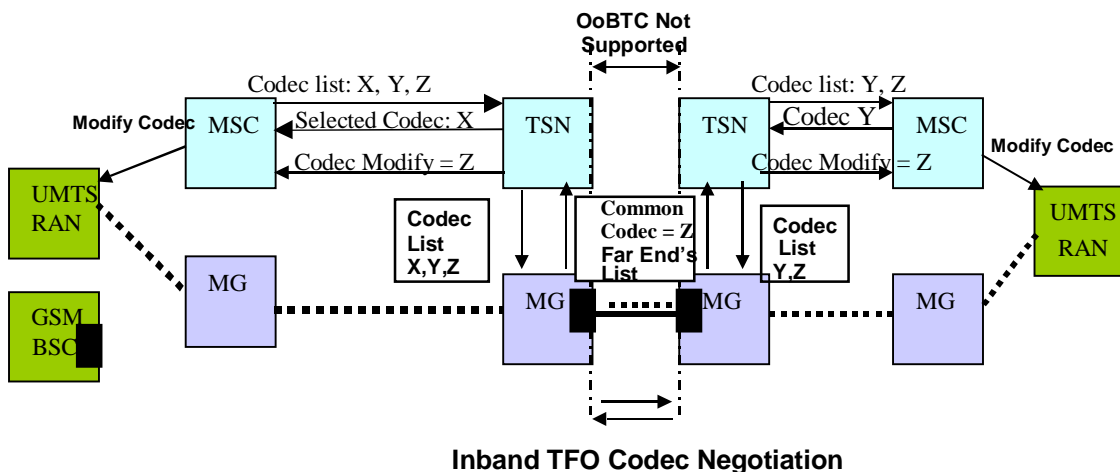 OoBTC Not
Supported
Codec list: X, Y, Z
Codec list: Y, Z
Modify Codec
MSC
Selected Codec: X
TSN
TSN
Codec Y
MSC
Modify Codec
Codec Modify = Z
Codec Modify = Z
UMTS
RAN
Codec
List
X,Y,Z
Common
Codec = Z
Far End's
List
Codec
List
Y,Z
UMTS
RAN
MG
MG
MG
MG
GSM
BSC
Inband TFO Codec Negotiation